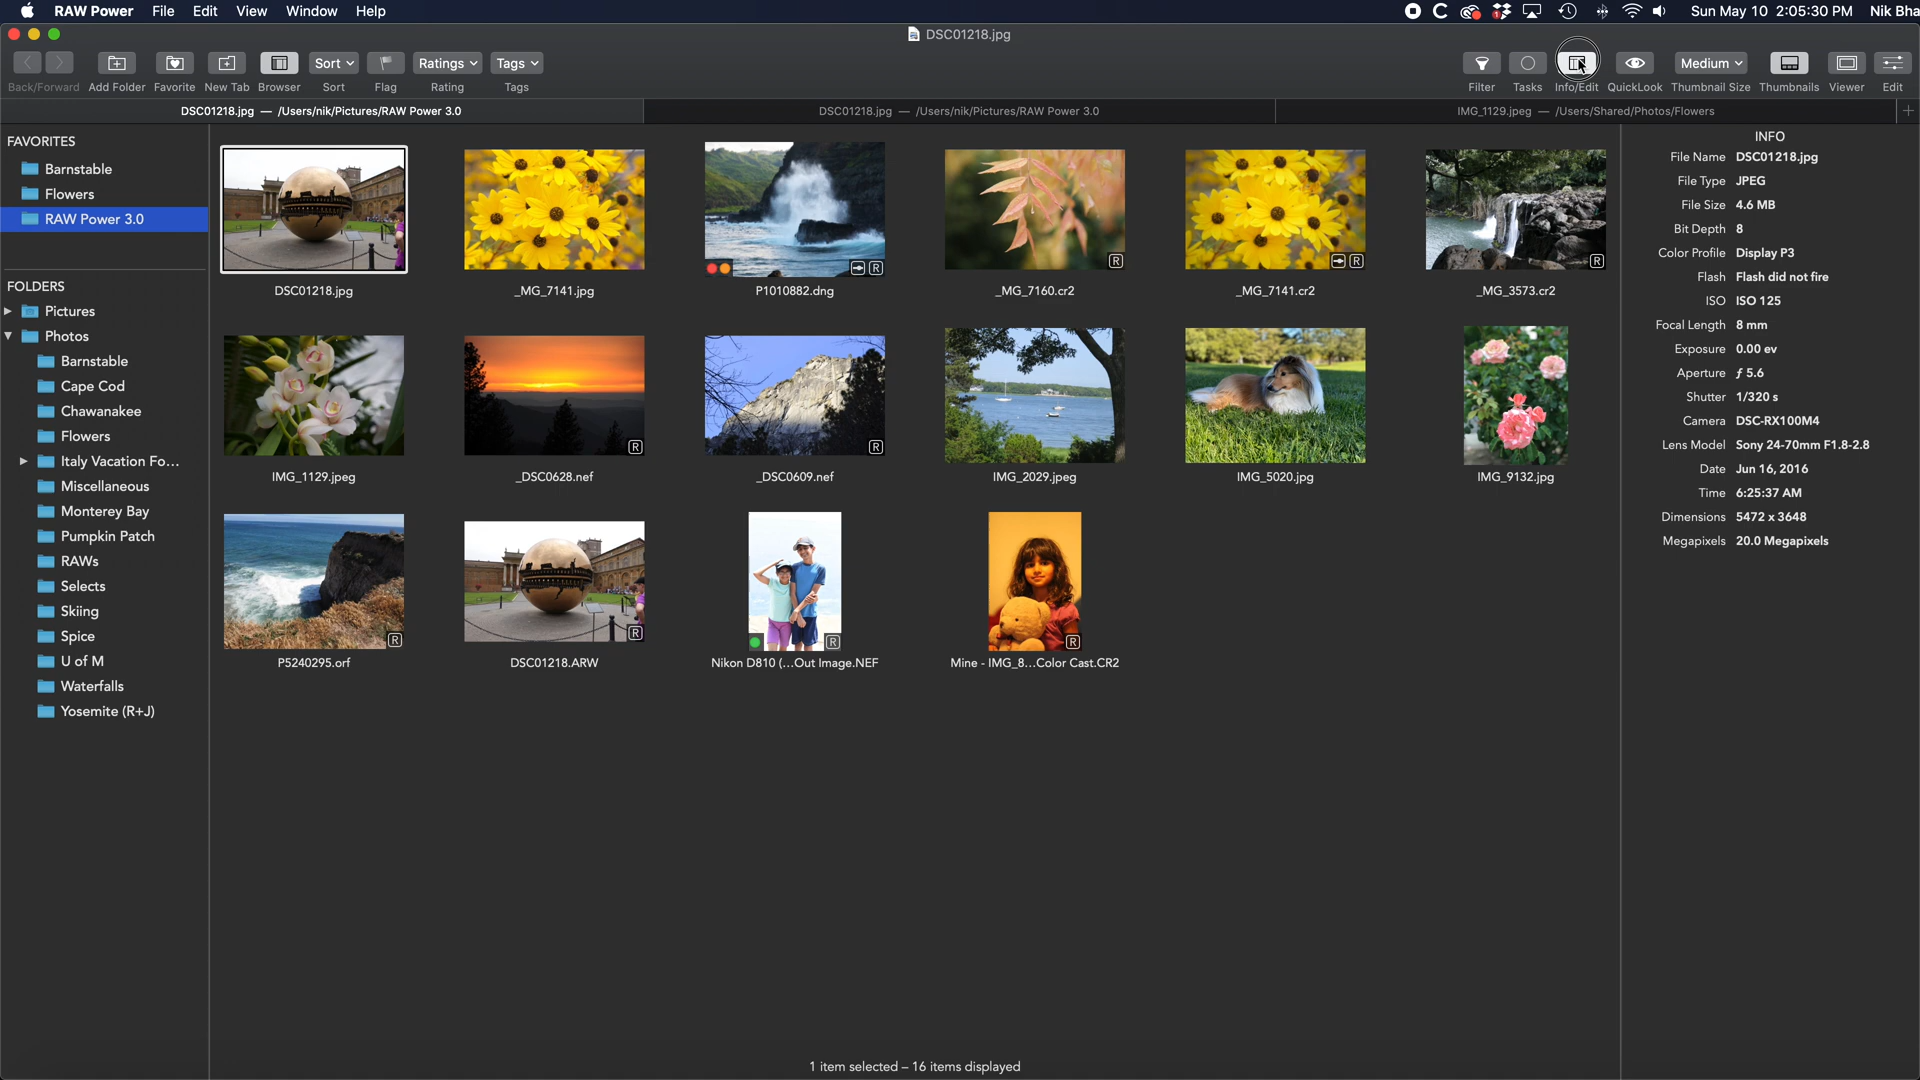 RAW Power File Edit View Window Help
Sun May 10 2:05:30 PM Nik Bha
DSC01218.jpg
Sort Ratings Tags
Medium
Back/Forward Add Folder Favorite New Tab Browser Sort Flag Rating Tags
Filter Tasks Info/Edit QuickLook Thumbnail Size Thumbnails Viewer Edit
DSC01218.jpg — /Users/nik/Pictures/RAW Power 3.0
DSC01218.jpg — /Users/nik/Pictures/RAW Power 3.0
IMG_1129.jpeg — /Users/Shared/Photos/Flowers
FAVORITES
Barnstable
Flowers
RAW Power 3.0
FOLDERS
Pictures
Photos
Barnstable
Cape Cod
Chawanakee
Flowers
Italy Vacation Fo...
Miscellaneous
Monterey Bay
Pumpkin Patch
RAWs
Selects
Skiing
Spice
U of M
Waterfalls
Yosemite (R+J)
R R R R
DSC01218.jpg _MG_7141.jpg P1010882.dng _MG_7160.cr2 _MG_7141.cr2 _MG_3573.cr2
R R
IMG_1129.jpeg _DSC0628.nef _DSC0609.nef IMG_2029.jpeg IMG_5020.jpg IMG_9132.jpg
R R R R
P5240295.orf DSC01218.ARW Nikon D810 (...Out Image.NEF Mine - IMG_8...Color Cast.CR2
1 item selected – 16 items displayed
INFO
File Name DSC01218.jpg
File Type JPEG
File Size 4.6 MB
Bit Depth 8
Color Profile Display P3
Flash Flash did not fire
ISO ISO 125
Focal Length 8 mm
Exposure 0.00 ev
Aperture ƒ 5.6
Shutter 1/320 s
Camera DSC-RX100M4
Lens Model Sony 24-70mm F1.8-2.8
Date Jun 16, 2016
Time 6:25:37 AM
Dimensions 5472 x 3648
Megapixels 20.0 Megapixels